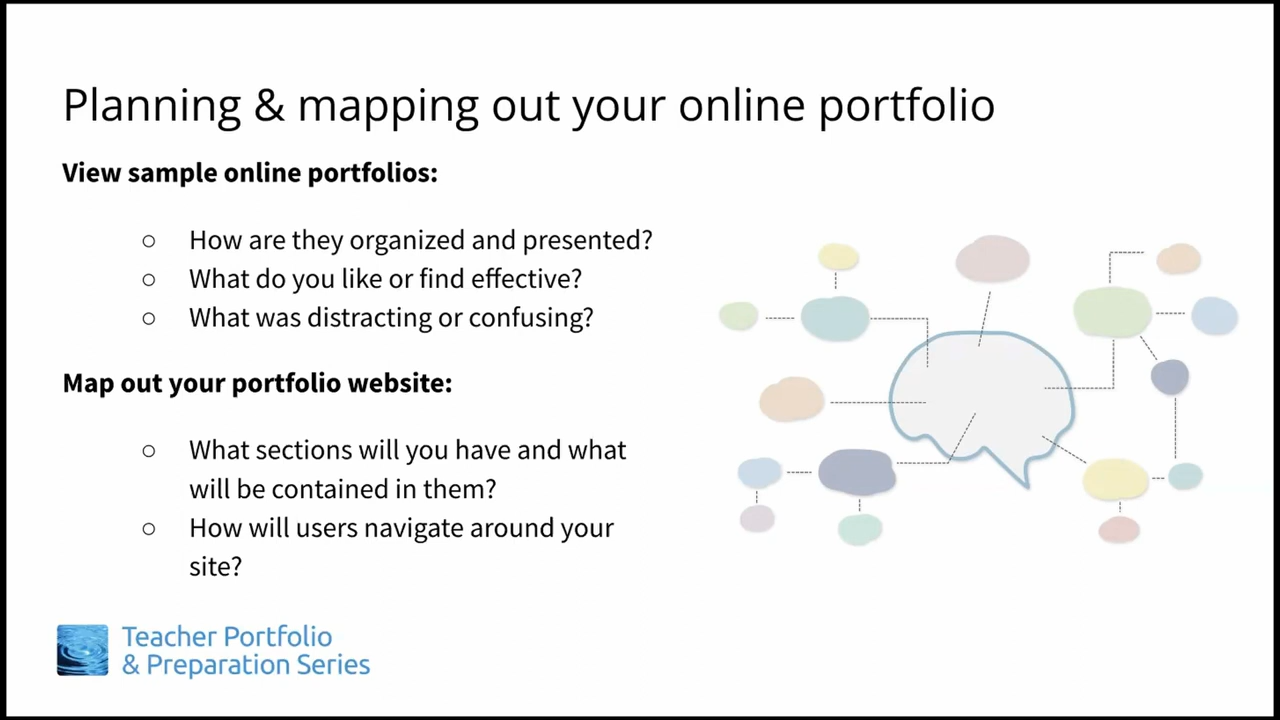 Planning & mapping out your online portfolio
View sample online portfolios:
○ How are they organized and presented?
○ What do you like or find effective?
○ What was distracting or confusing?
Map out your portfolio website:
○ What sections will you have and what
will be contained in them?
○ How will users navigate around your
site?
Teacher Portfolio
& Preparation Series